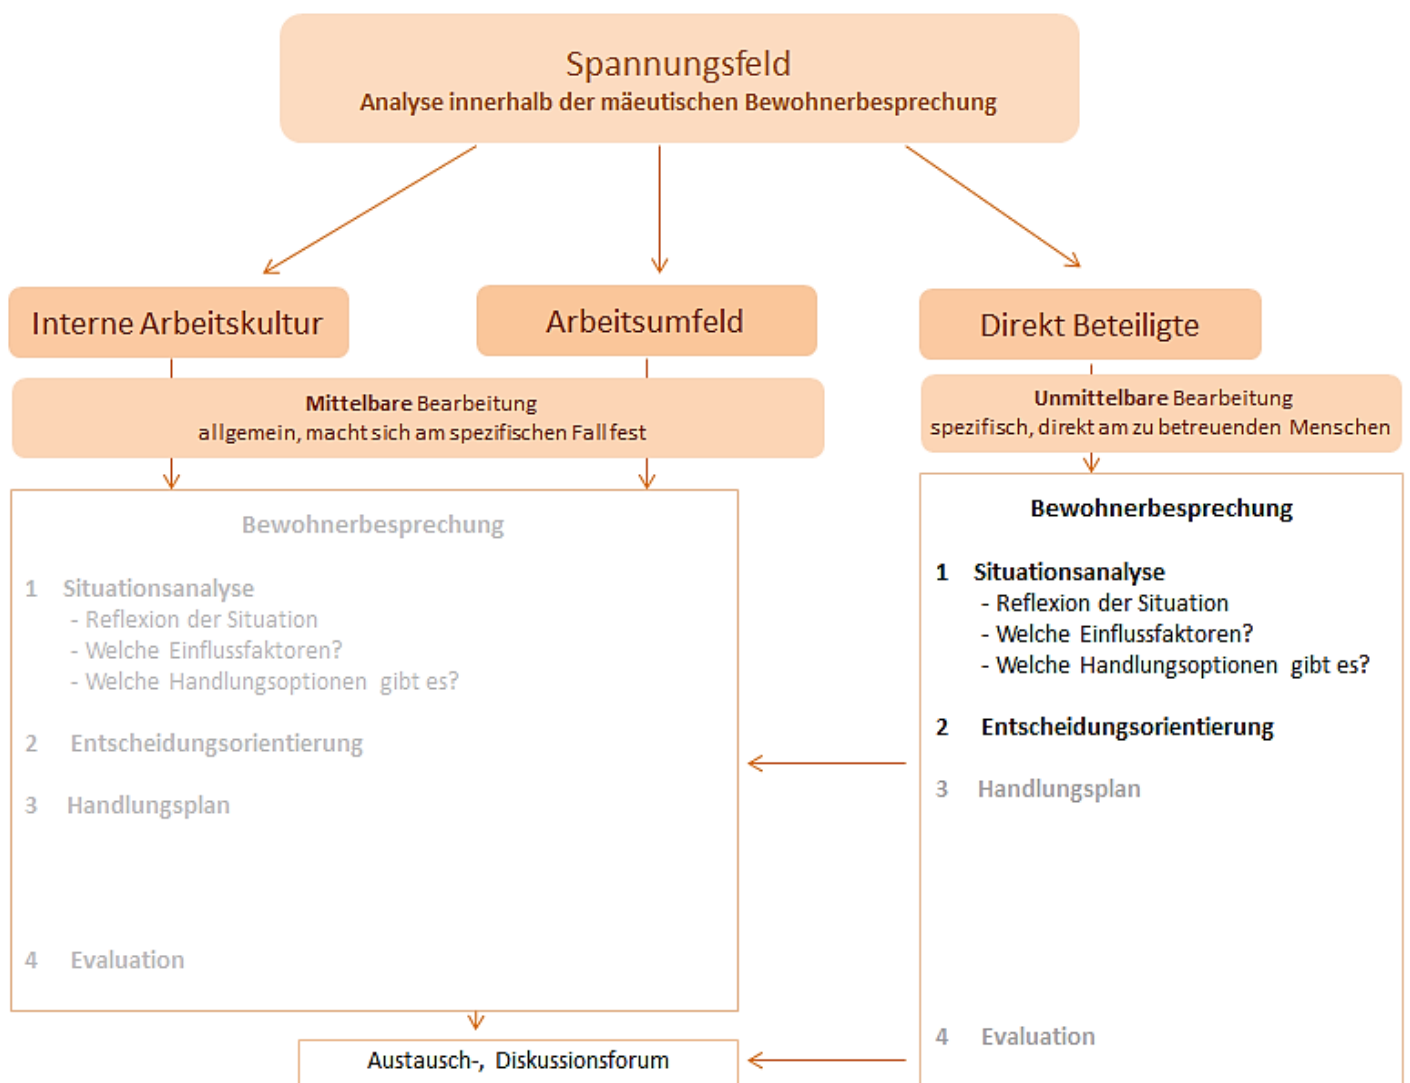 Spannungsfeld
Analyse innerhalb der mäeutischen Bewohnerbesprechung
Interne Arbeitskultur
Arbeitsumfeld
Direkt Beteiligte
Mittelbare Bearbeitung
allgemein, macht sich am spezifischen Fall fest
Unmittelbare Bearbeitung
spezifisch, direkt am zu betreuenden Menschen
Bewohnerbesprechung
1 Situationsanalyse
- Reflexion der Situation
- Welche Einflussfaktoren?
- Welche Handlungsoptionen gibt es?
2 Entscheidungsorientierung
3 Handlungsplan
4 Evaluation
Bewohnerbesprechung
1 Situationsanalyse
- Reflexion der Situation
- Welche Einflussfaktoren?
- Welche Handlungsoptionen gibt es?
2 Entscheidungsorientierung
3 Handlungsplan
4 Evaluation
Austausch-, Diskussionsforum